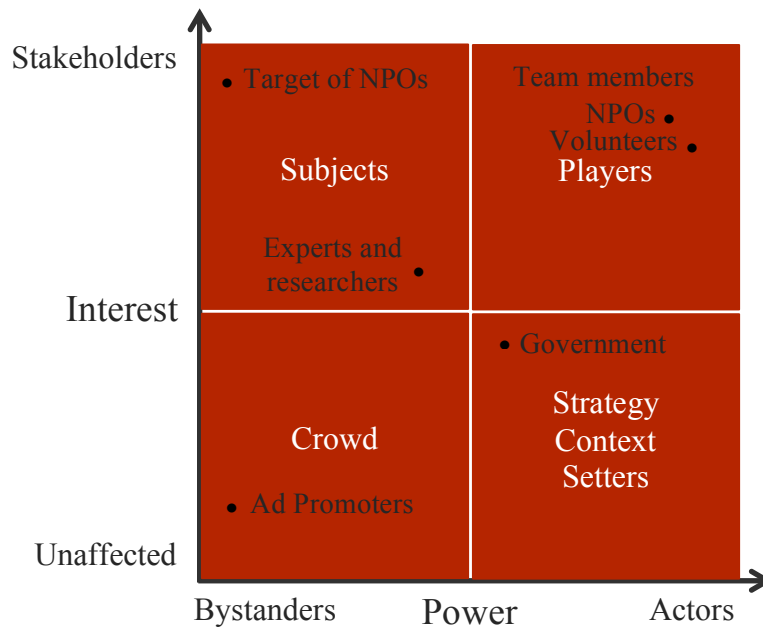 Stakeholders
Target of NPOs
Team members
NPOs
Volunteers
Subjects
Players
Experts and
researchers
Interest
Government
Strategy
Context
Setters
Crowd
Ad Promoters
Unaffected
Bystanders
Power
Actors